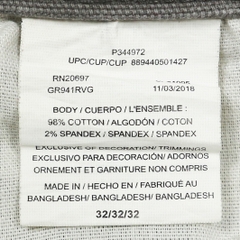 P344972
UPC/CUP/CUP 889440501427
RN20697
GR941RVG 11/03/2016
BODY / CUERPO / L'ENSEMBLE :
98% COTTON / ALGODÓN / COTON
2% SPANDEX / SPANDEX / SPANDEX
EXCLUSIVE OF DECORATION/TRIMMINGS
EXCLUSIVO PARA DECORACIÓN/ADORNOS
ORNEMENT ET GARNITURE NON COMPRIS
MADE IN / HECHO EN / FABRIQUÉ AU
BANGLADESH/ BANGLADESH/ BANGLADESH
32/32/32